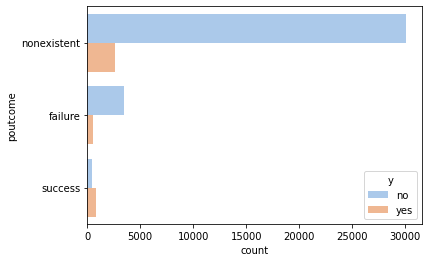 nonexistent
failure
success
poutcome
0 5000 10000 15000 20000 25000 30000
count
y
no
yes